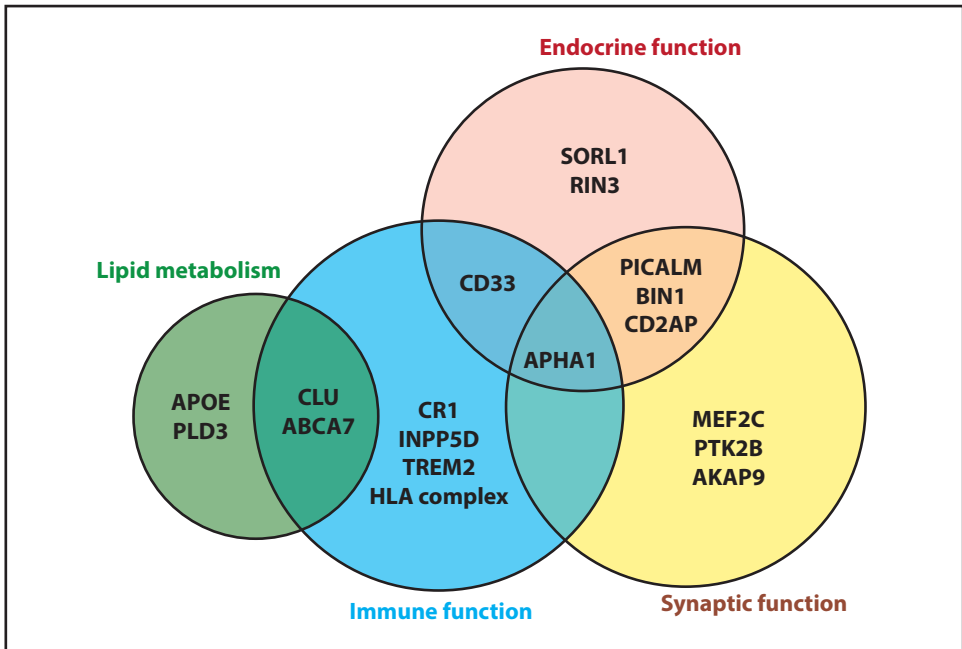 Endocrine function
SORL1
RIN3
Lipid metabolism
CD33
PICALM
BIN1
CD2AP
APHA1
APOE
PLD3
CLU
ABCA7
CR1
INPP5D
TREM2
HLA complex
MEF2C
PTK2B
AKAP9
Immune function
Synaptic function